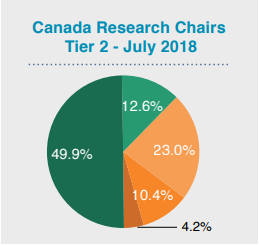 Canada Research Chairs
Tier 2 - July 2018
12.6%
49.9%
23.0%
10.4%
4.2%